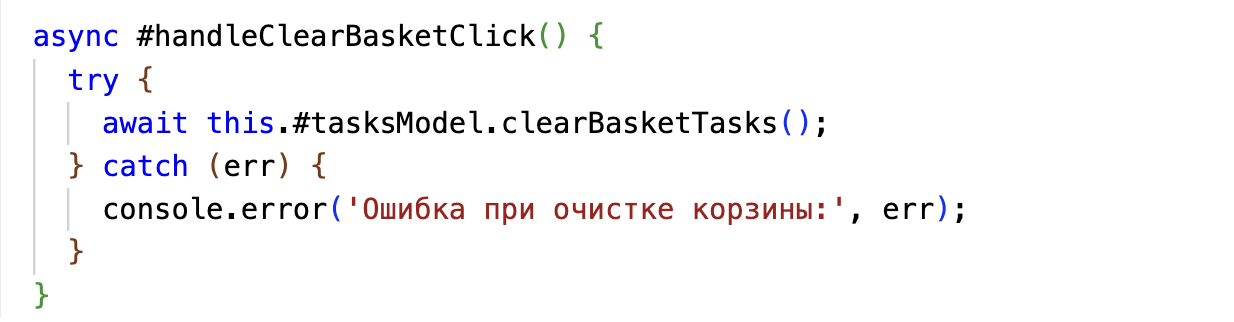 async #handleClearBasketClick() {
  try {
    await this.#tasksModel.clearBasketTasks();
  } catch (err) {
    console.error('Ошибка при очистке корзины:', err);
  }
}